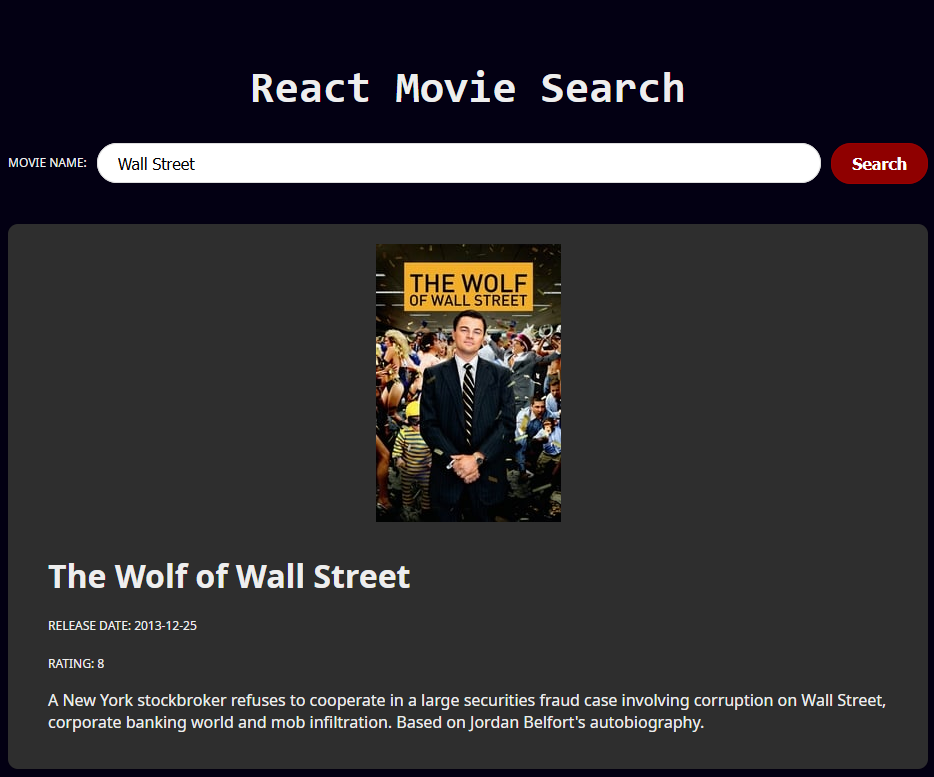 React Movie Search
MOVIE NAME: Wall Street Search
THE WOLF
OF WALL STREET
The Wolf of Wall Street
RELEASE DATE: 2013-12-25
RATING: 8
A New York stockbroker refuses to cooperate in a large securities fraud case involving corruption on Wall Street,
corporate banking world and mob infiltration. Based on Jordan Belfort's autobiography.